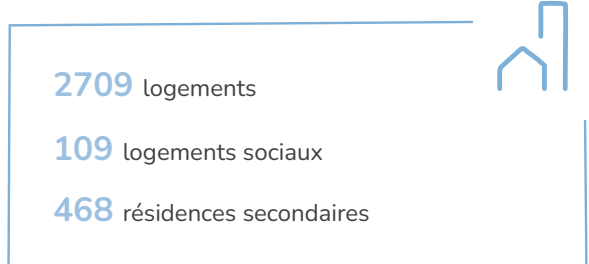 2709 logements
109 logements sociaux
468 résidences secondaires